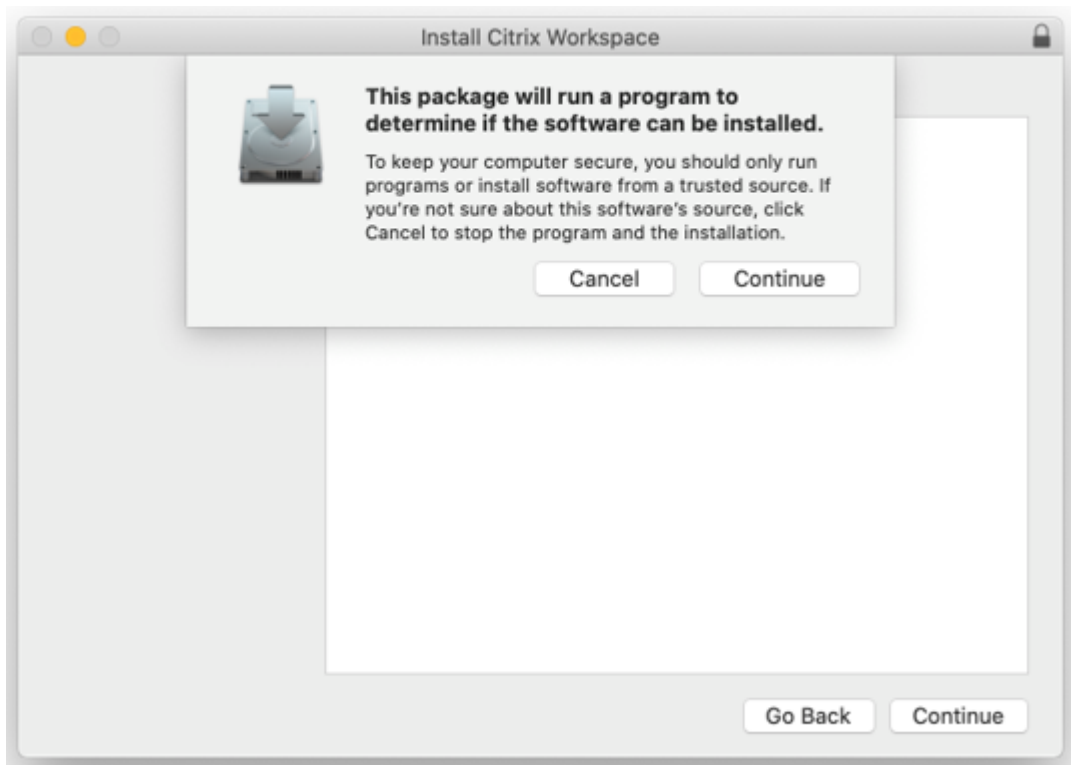 Install Citrix Workspace
This package will run a program to
determine if the software can be installed.
To keep your computer secure, you should only run
programs or install software from a trusted source. If
you're not sure about this software's source, click
Cancel to stop the program and the installation.
Cancel
Continue
Go Back
Continue